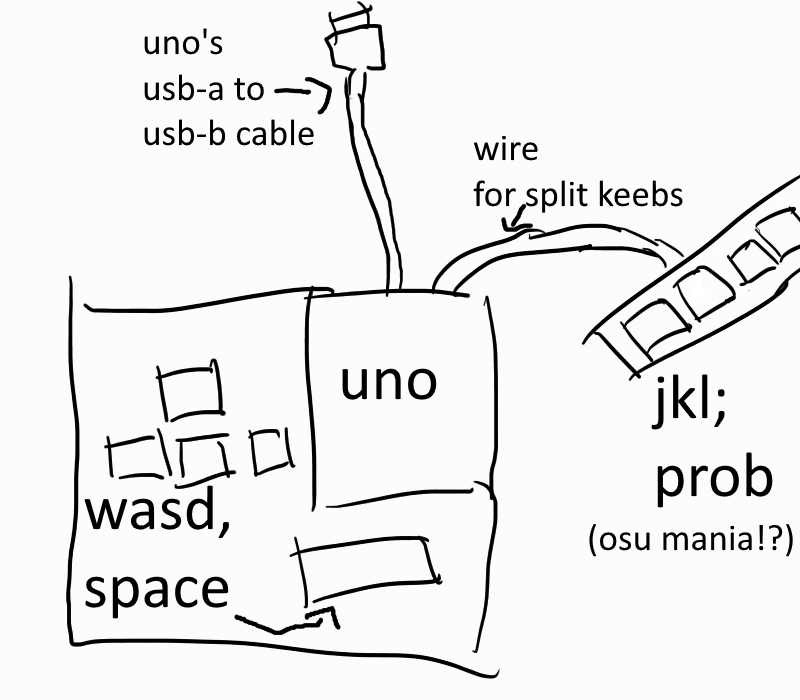 uno's
usb-a to
usb-b cable
wire
for split keebs
uno
jkl;
prob
(osu mania!?)
wasd,
space